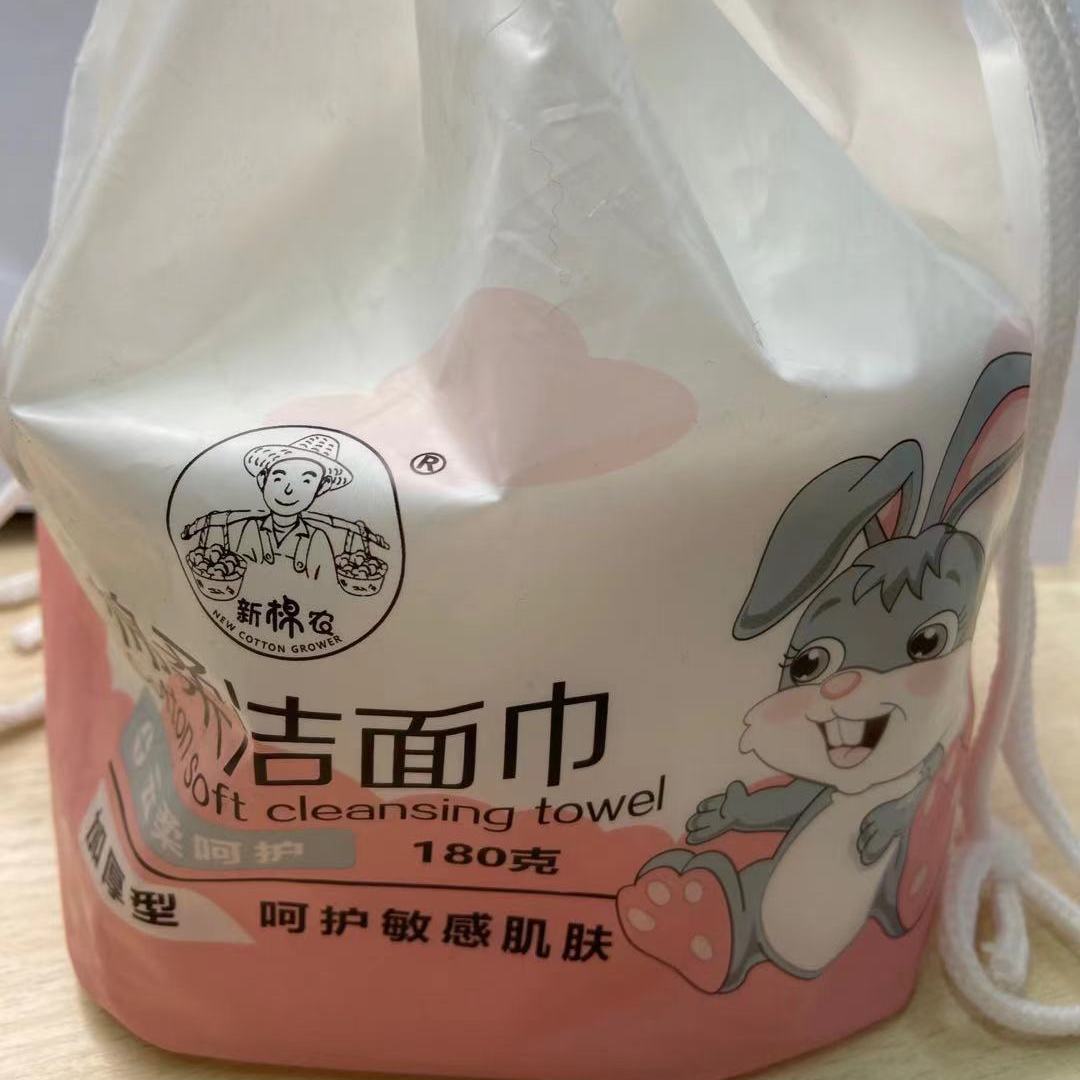 ®
新棉农
NEW COTTON GROWER
洁面巾
soft cleansing towel
柔呵护
180克
加厚型
呵护敏感肌肤